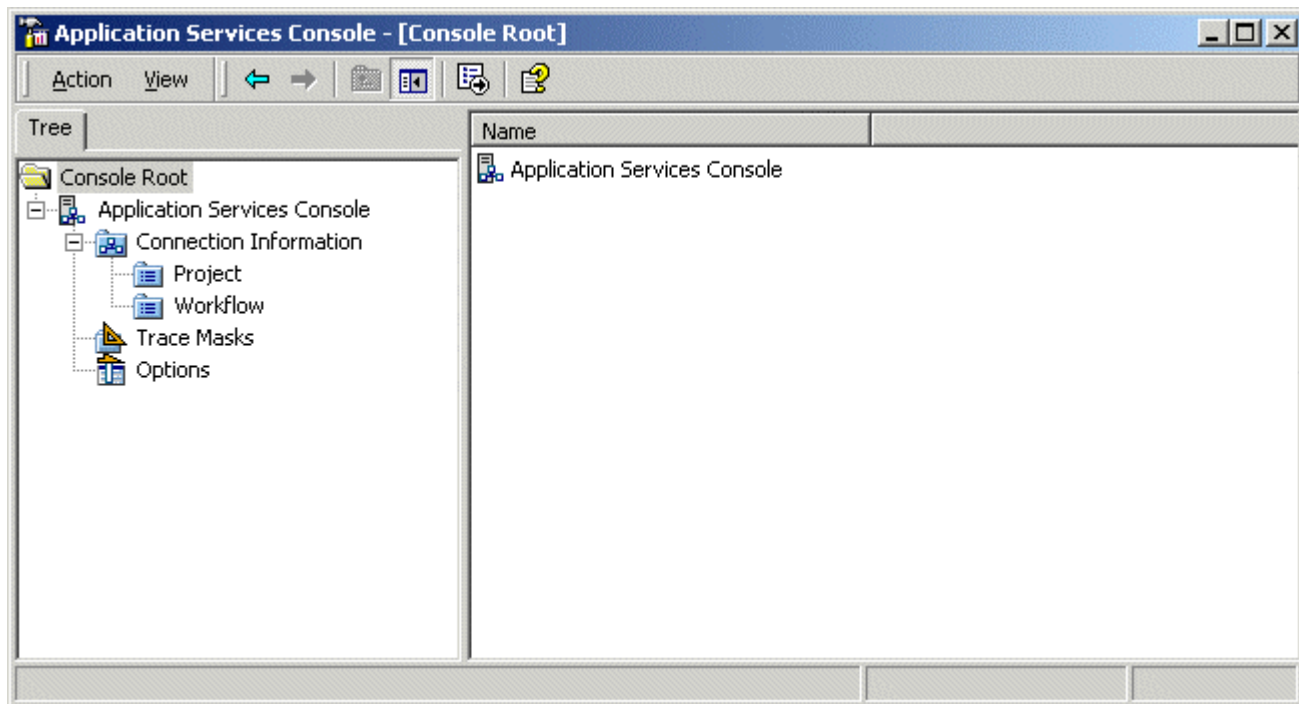 Application Services Console - [Console Root]
Action View
Tree
Name
Console Root
Application Services Console
Connection Information
Project
Workflow
Trace Masks
Options
Application Services Console